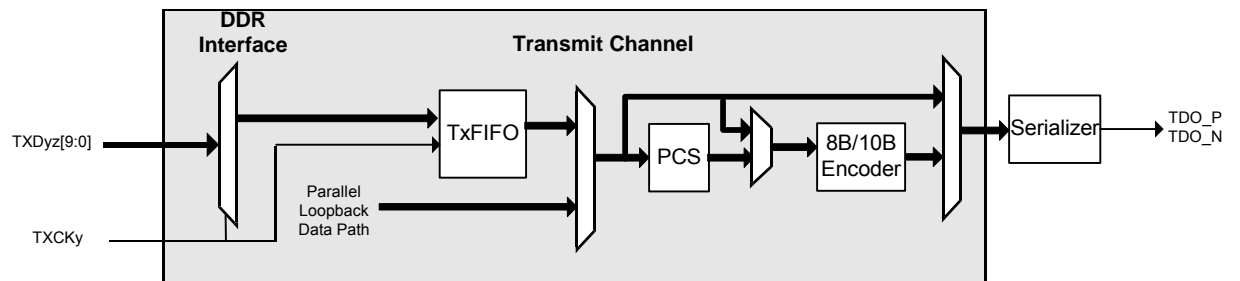 DDR
Interface
Transmit Channel
TXDyz[9:0]
TxFIFO
PCS
8B/10B
Encoder
Serializer
TDO_P
TDO_N
Parallel
Loopback
Data Path
TXCKy